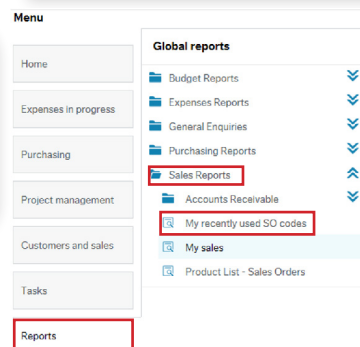 Menu
Home
Expenses in progress
Purchasing
Project management
Customers and sales
Tasks
Reports
Global reports
Budget Reports
Expenses Reports
General Enquiries
Purchasing Reports
Sales Reports
Accounts Receivable
My recently used SO codes
My sales
Product List - Sales Orders